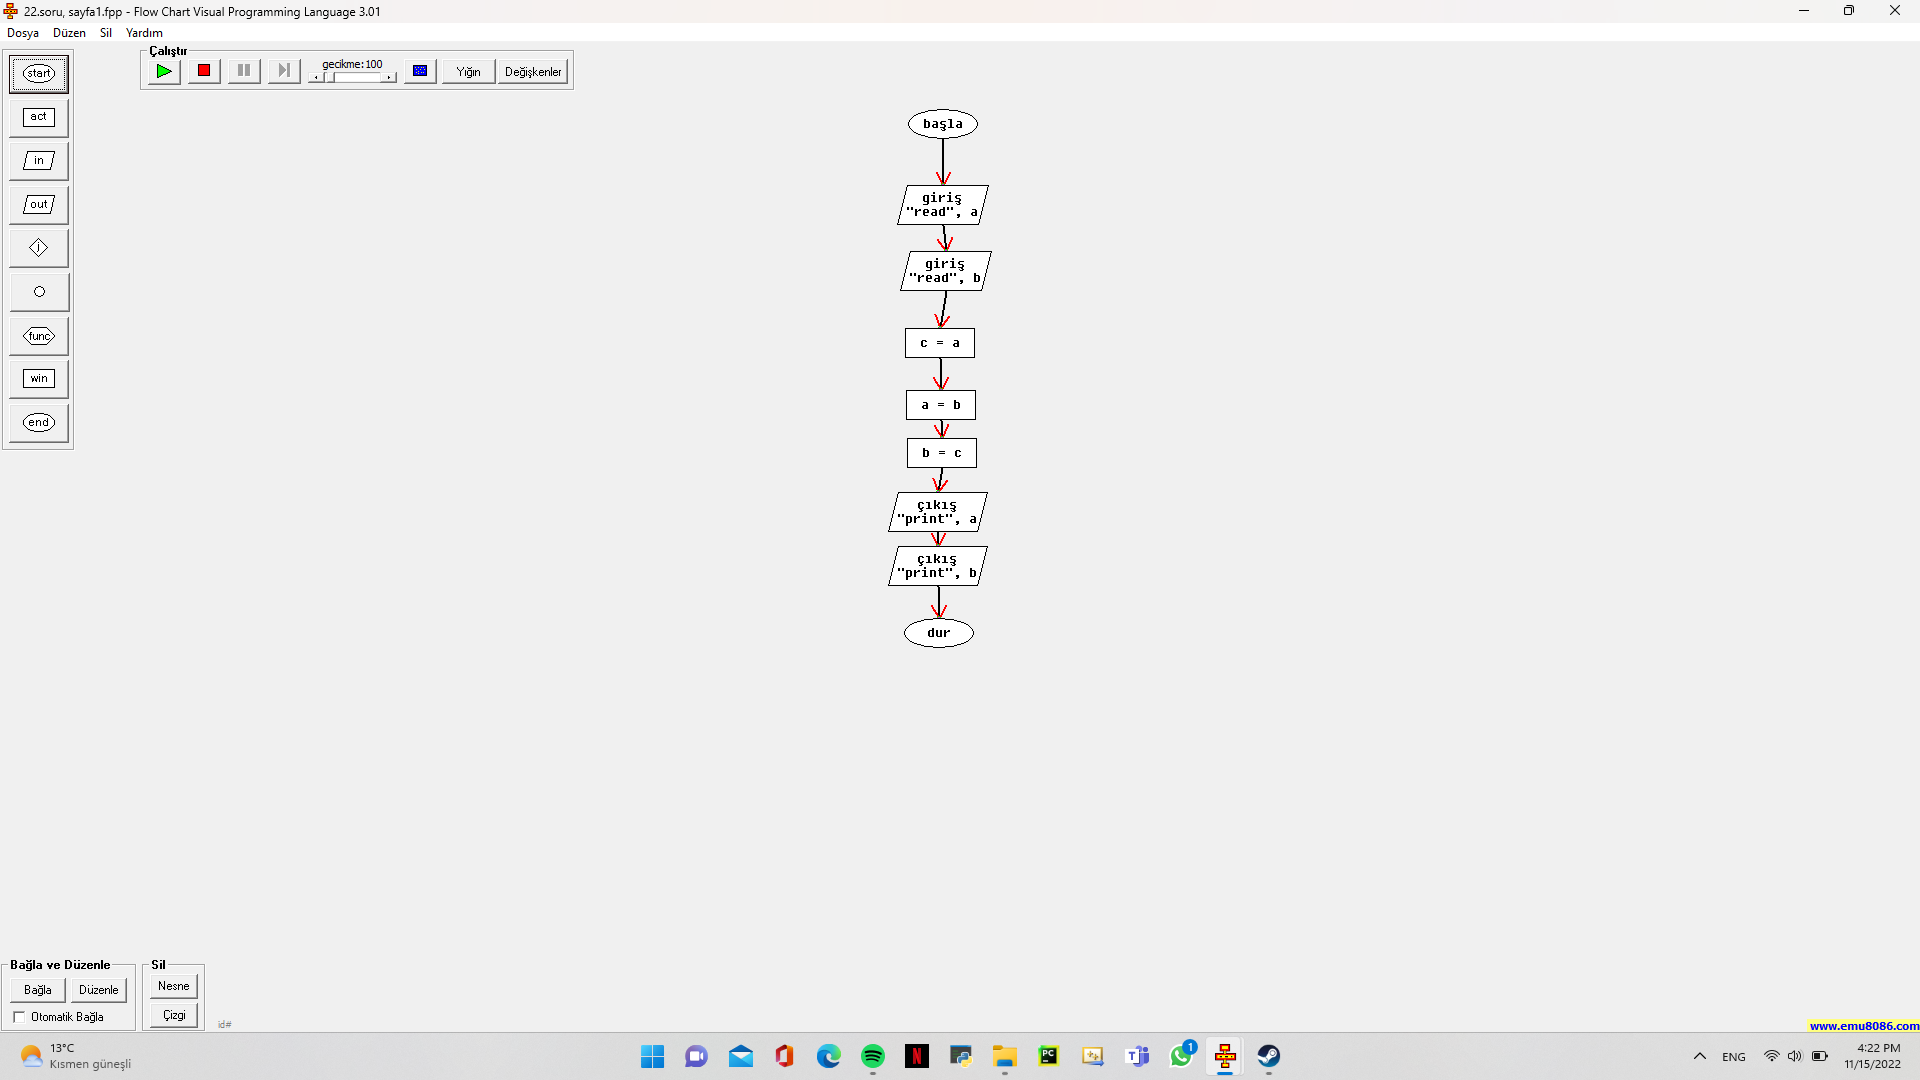 22.soru, sayfa1.fpp - Flow Chart Visual Programming Language 3.01
Dosya Düzen Sil Yardım
Çalıştır
gecikme:100
Yığın
Değişkenler
start
act
in
out
j
func
win
end
başla
giriş
"read", a
giriş
"read", b
c = a
a = b
b = c
çıkış
"print", a
çıkış
"print", b
dur
Bağla ve Düzenle
Bağla
Düzenle
Otomatik Bağla
Sil
Nesne
Çizgi
id#
www.emu8086.com
13°C
Kısmen güneşli
N
PC
1
ENG
4:22 PM
11/15/2022